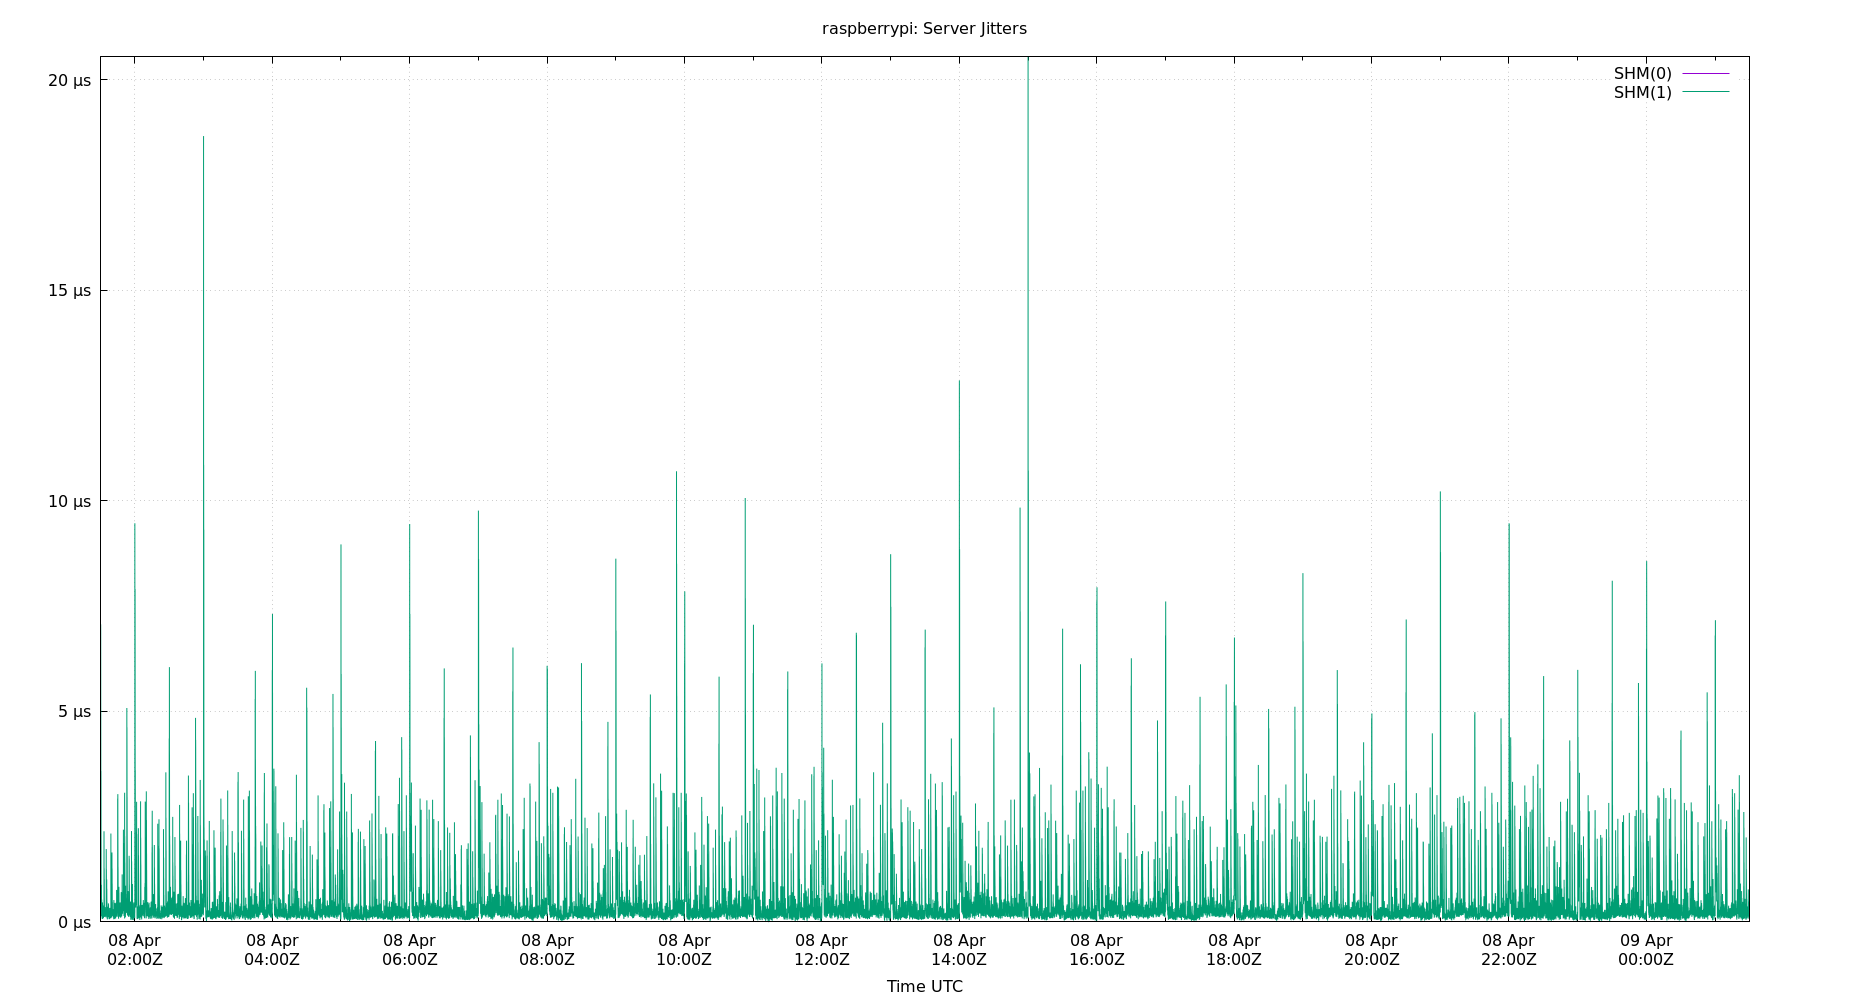 raspberrypi: Server Jitters
SHM(0)
SHM(1)
20 μs
15 μs
10 μs
5 μs
0 μs
08 Apr 08 Apr 08 Apr 08 Apr 08 Apr 08 Apr 08 Apr 08 Apr 08 Apr 08 Apr 08 Apr 09 Apr
02:00Z 04:00Z 06:00Z 08:00Z 10:00Z 12:00Z 14:00Z 16:00Z 18:00Z 20:00Z 22:00Z 00:00Z
Time UTC